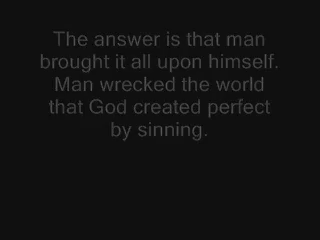 The answer is that man
brought it all upon himself.
Man wrecked the world
that God created perfect
by sinning.